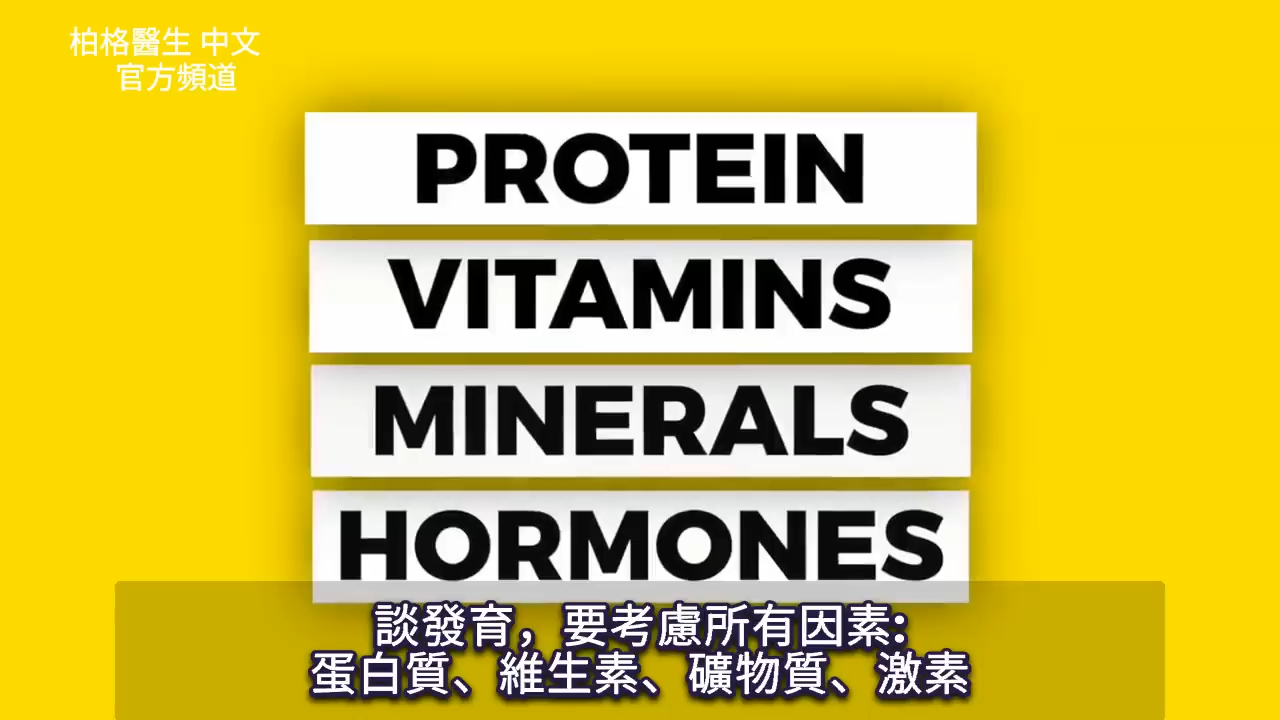 柏格醫生 中文
官方頻道
PROTEIN
VITAMINS
MINERALS
HORMONES
談發育，要考慮所有因素:
蛋白質、維生素、礦物質、激素